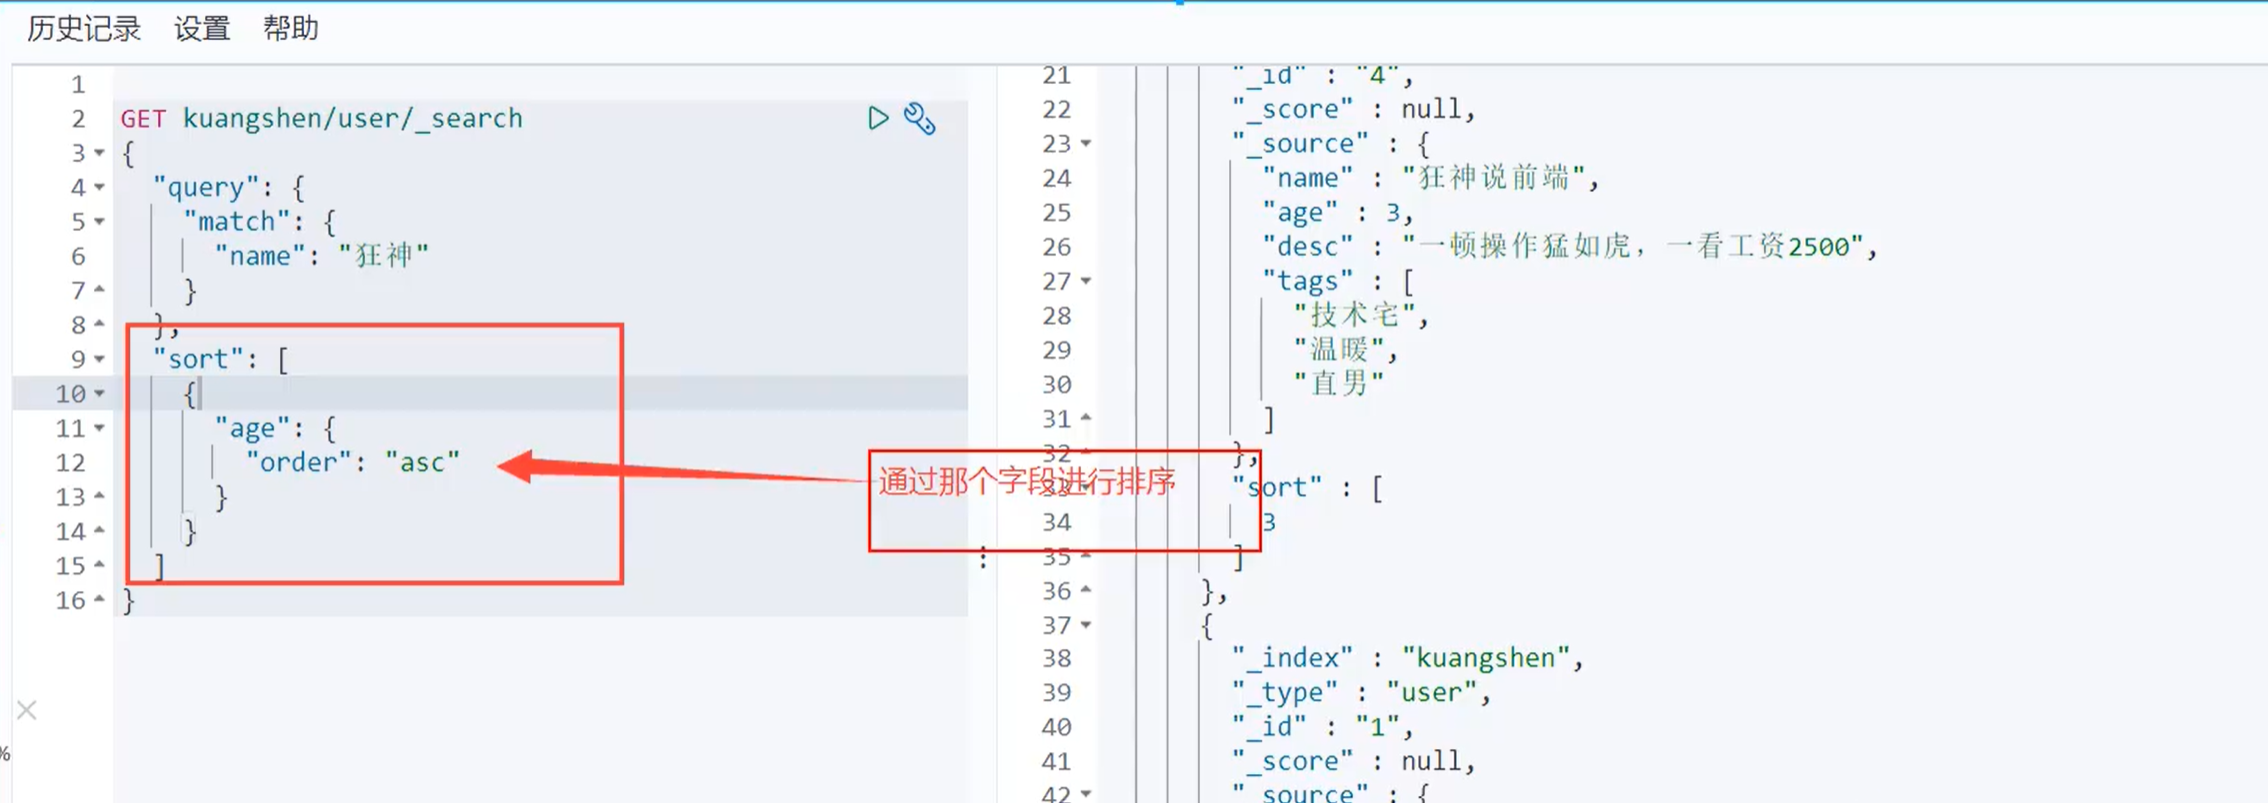 历史记录 设置 帮助
1
2 GET kuangshen/user/_search
3 {
4 "query": {
5 "match": {
6 "name": "狂神"
7 }
8 },
9 "sort": [
10 {
11 "age": {
12 "order": "asc"
13 }
14 }
15 ]
16 }
通过那个字段进行排序
21 "_id" : "4",
22 "_score" : null,
23 "_source" : {
24 "name" : "狂神说前端",
25 "age" : 3,
26 "desc" : "一顿操作猛如虎，一看工资2500",
27 "tags" : [
28 "技术宅",
29 "温暖",
30 "直男"
31 ]
32 },
33 "sort" : [
34 3
35 ]
36 },
37 {
38 "_index" : "kuangshen",
39 "_type" : "user",
40 "_id" : "1",
41 "_score" : null,
42 "_source" : {
%